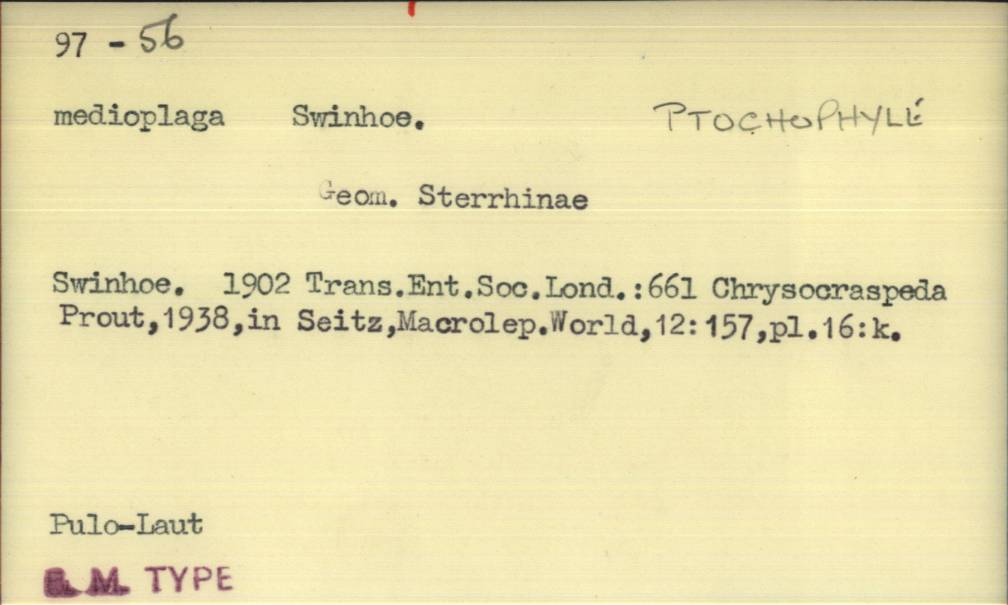 97 - 56
medioplaga Swinhoe. PTOCHOPHYLÉ
Geom. Sterrhinae
Swinhoe. 1902 Trans.Ent.Soc.Lond.:661 Chrysocraspeda
Prout,1938,in Seitz,Macrolep.World,12:157,pl.16:k.
Pulo-Laut
B. M. TYPE